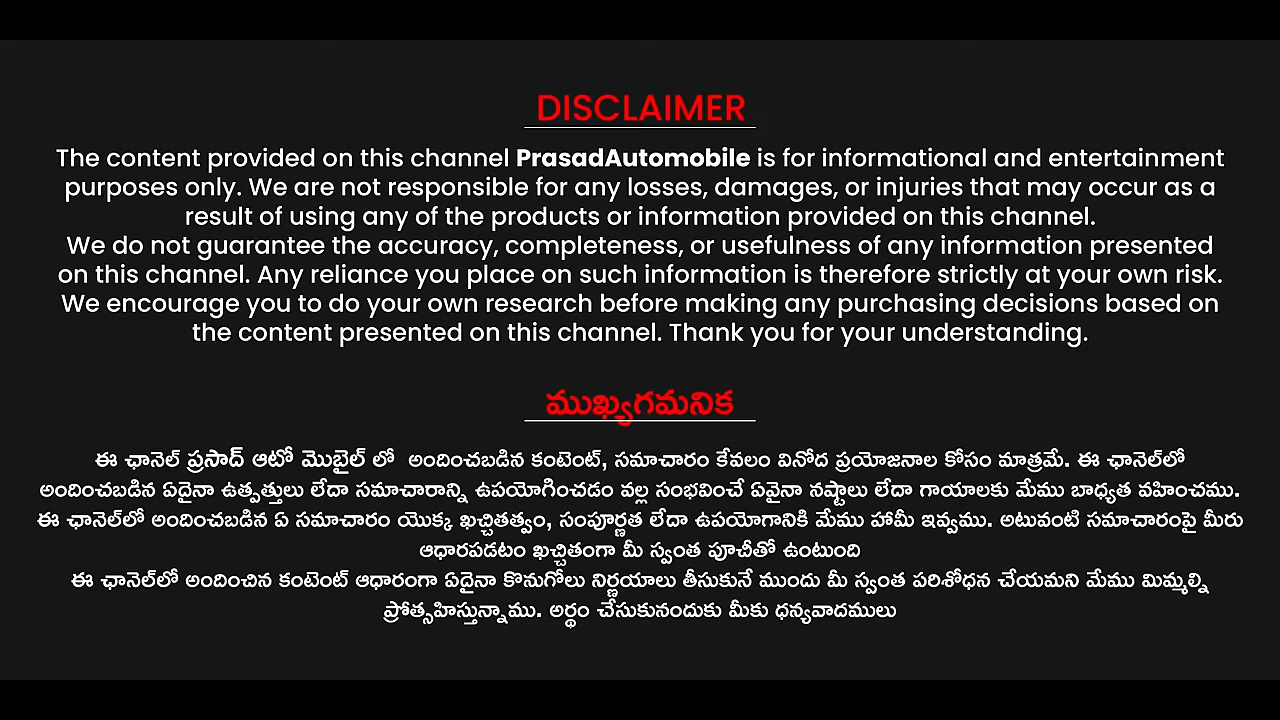 DISCLAIMER
The content provided on this channel PrasadAutomobile is for informational and entertainment
purposes only. We are not responsible for any losses, damages, or injuries that may occur as a
result of using any of the products or information provided on this channel.
We do not guarantee the accuracy, completeness, or usefulness of any information presented
on this channel. Any reliance you place on such information is therefore strictly at your own risk.
We encourage you to do your own research before making any purchasing decisions based on
the content presented on this channel. Thank you for your understanding.
ముఖ్యగమనిక
ఈ ఛానెల్ ప్రసాద్ ఆటో మొబైల్ లో అందించబడిన కంటెంట్, సమాచారం కేవలం వినోద ప్రయోజనాల కోసం మాత్రమే. ఈ ఛానెల్‌లో
అందించబడిన ఏదైనా ఉత్పత్తులు లేదా సమాచారాన్ని ఉపయోగించడం వల్ల సంభవించే ఏవైనా నష్టాలు లేదా గాయాలకు మేము బాధ్యత వహించము.
ఈ ఛానెల్‌లో అందించబడిన ఏ సమాచారం యొక్క ఖచ్చితత్వం, సంపూర్ణత లేదా ఉపయోగానికి మేము హామీ ఇవ్వము. అటువంటి సమాచారంపై మీరు
ఆధారపడటం ఖచ్చితంగా మీ స్వంత పూచీతో ఉంటుంది
ఈ ఛానెల్‌లో అందించిన కంటెంట్ ఆధారంగా ఏదైనా కొనుగోలు నిర్ణయాలు తీసుకునే ముందు మీ స్వంత పరిశోధన చేయమని మేము మిమ్మల్ని
ప్రోత్సహిస్తున్నాము. అర్థం చేసుకునందుకు మీకు ధన్యవాదములు